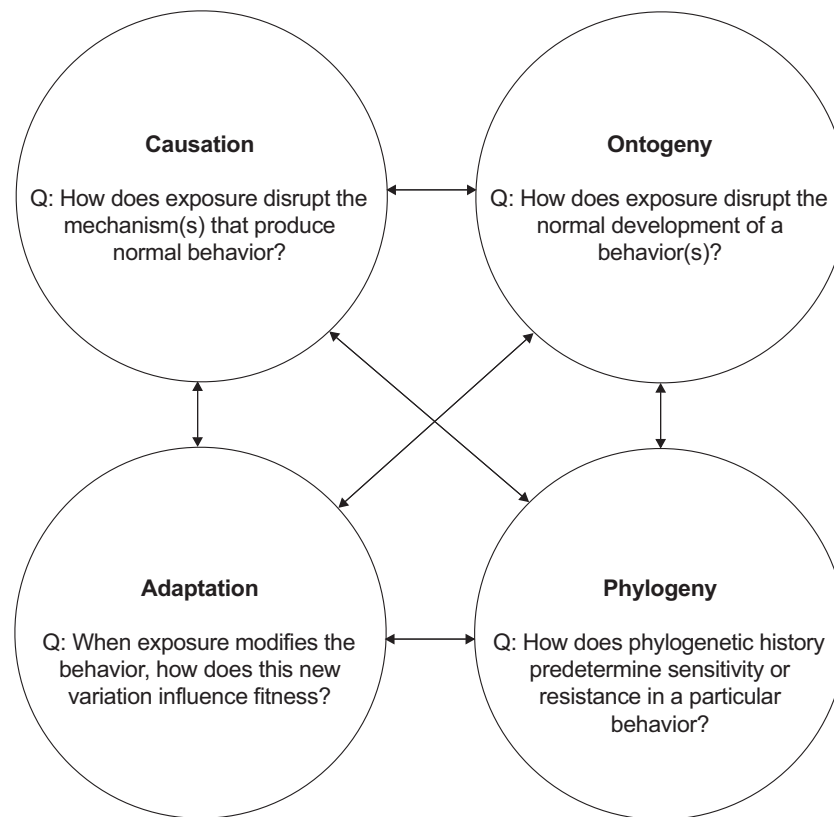 Causation
Q: How does exposure disrupt the
mechanism(s) that produce
normal behavior?
Ontogeny
Q: How does exposure disrupt the
normal development of a
behavior(s)?
Adaptation
Q: When exposure modifies the
behavior, how does this new
variation influence fitness?
Phylogeny
Q: How does phylogenetic history
predetermine sensitivity or
resistance in a particular
behavior?